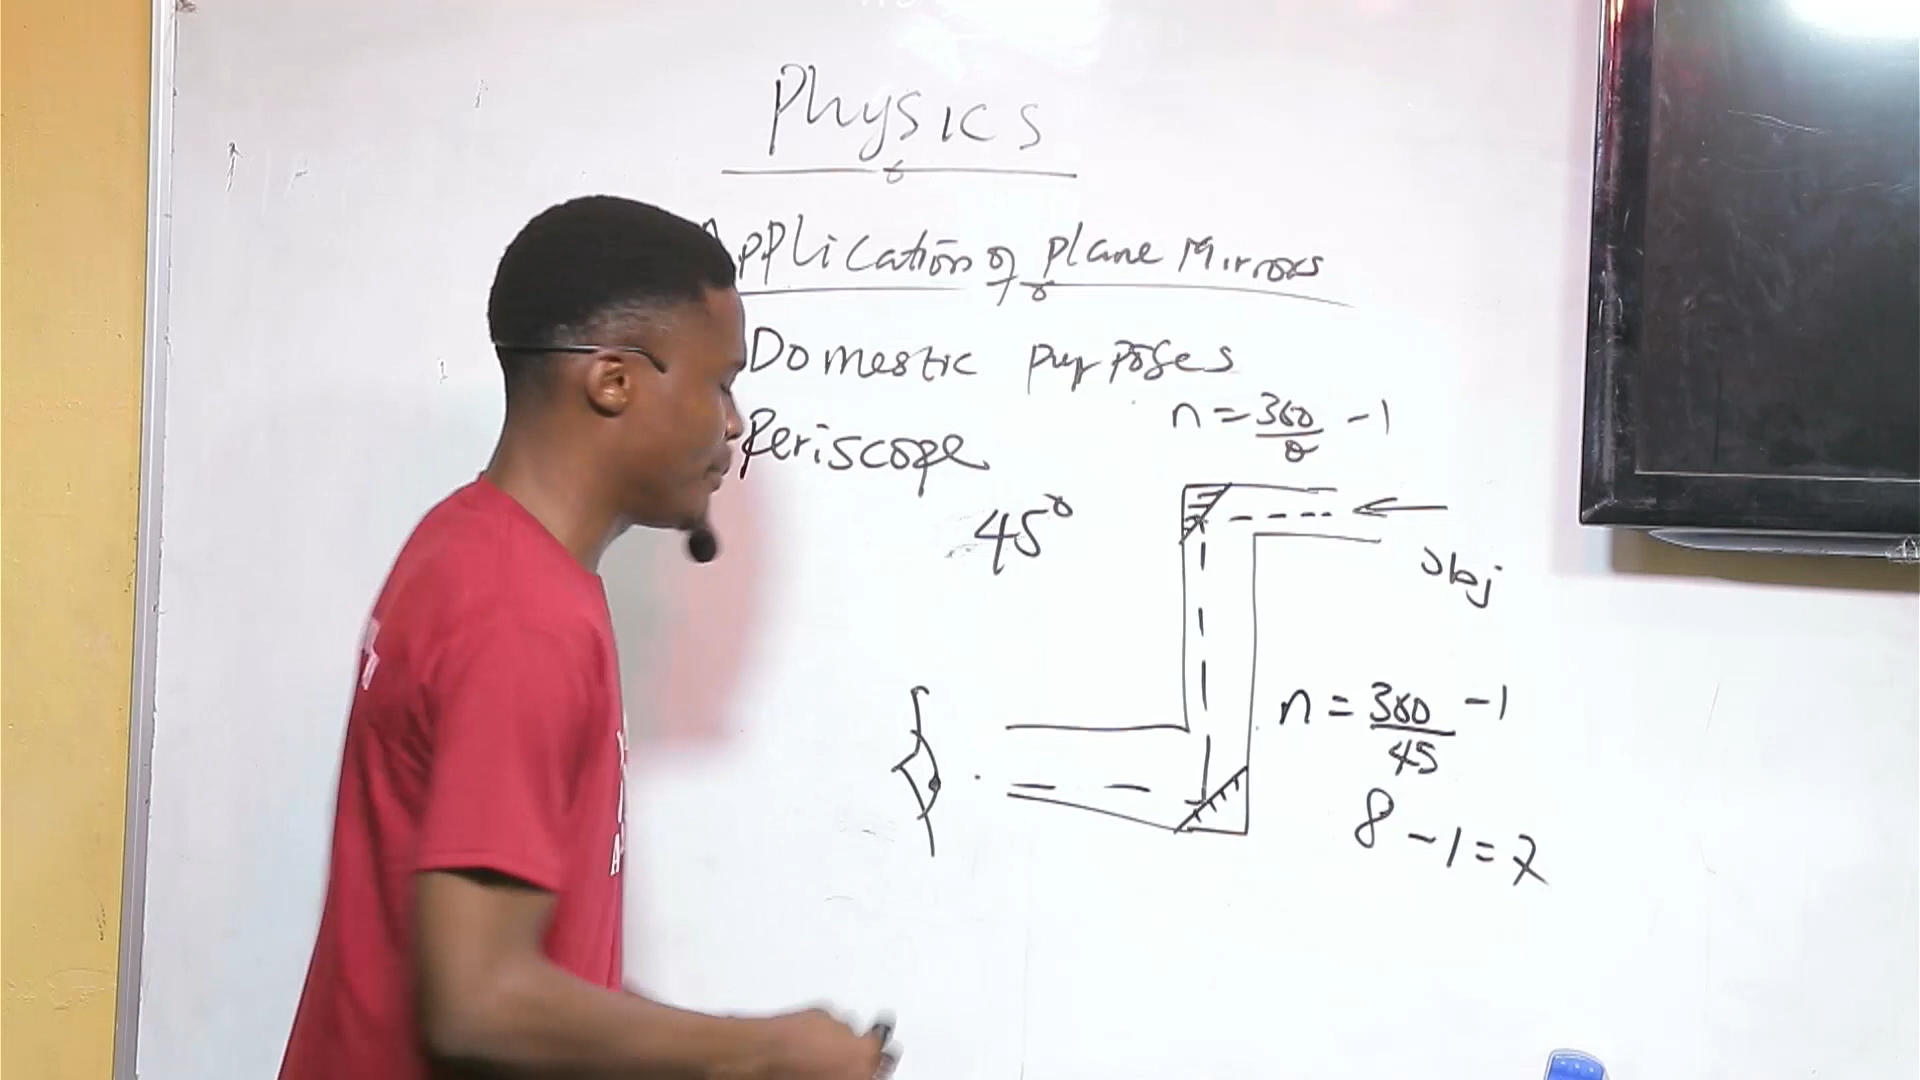 Physics
Application of plane Mirrors
Domestic purposes
Periscope
n = 360/θ - 1
45°
obj
n = 360/45 - 1
8 - 1 = 7